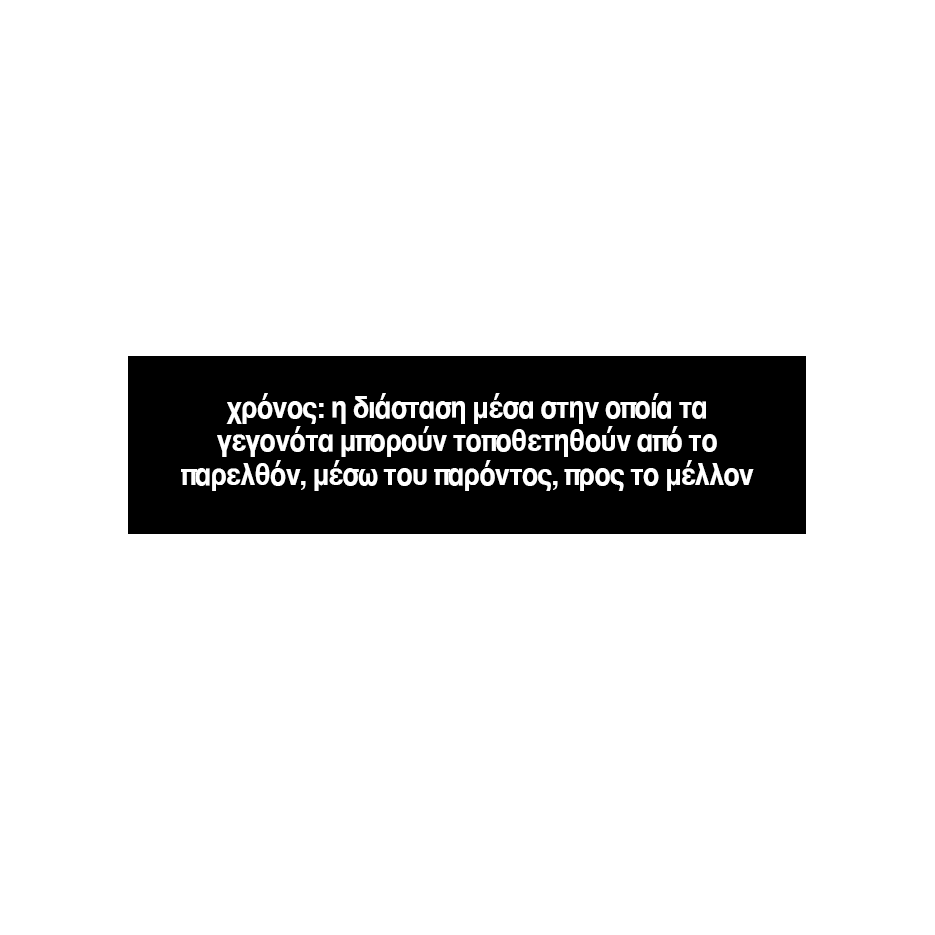 χρόνος: η διάσταση μέσα στην οποία τα
γεγονότα μπορούν τοποθετηθούν από το
παρελθόν, μέσω του παρόντος, προς το μέλλον